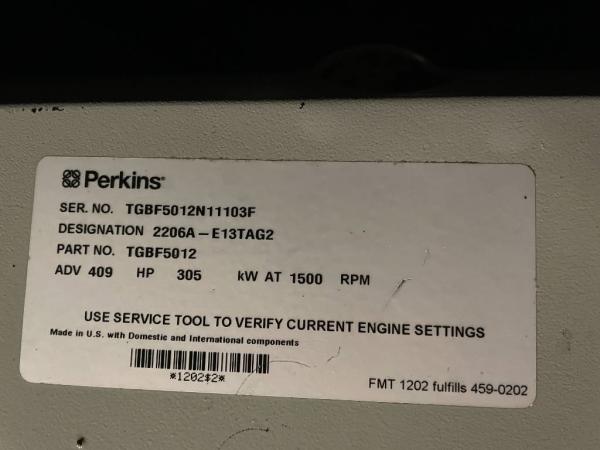 Perkins
SER. NO. TGBF5012N11103F
DESIGNATION 2206A-E13TAG2
PART NO. TGBF5012
ADV 409 HP 305 kW AT 1500 RPM
USE SERVICE TOOL TO VERIFY CURRENT ENGINE SETTINGS
Made in U.S. with Domestic and International components
*1202$2*
FMT 1202 fulfills 459-0202